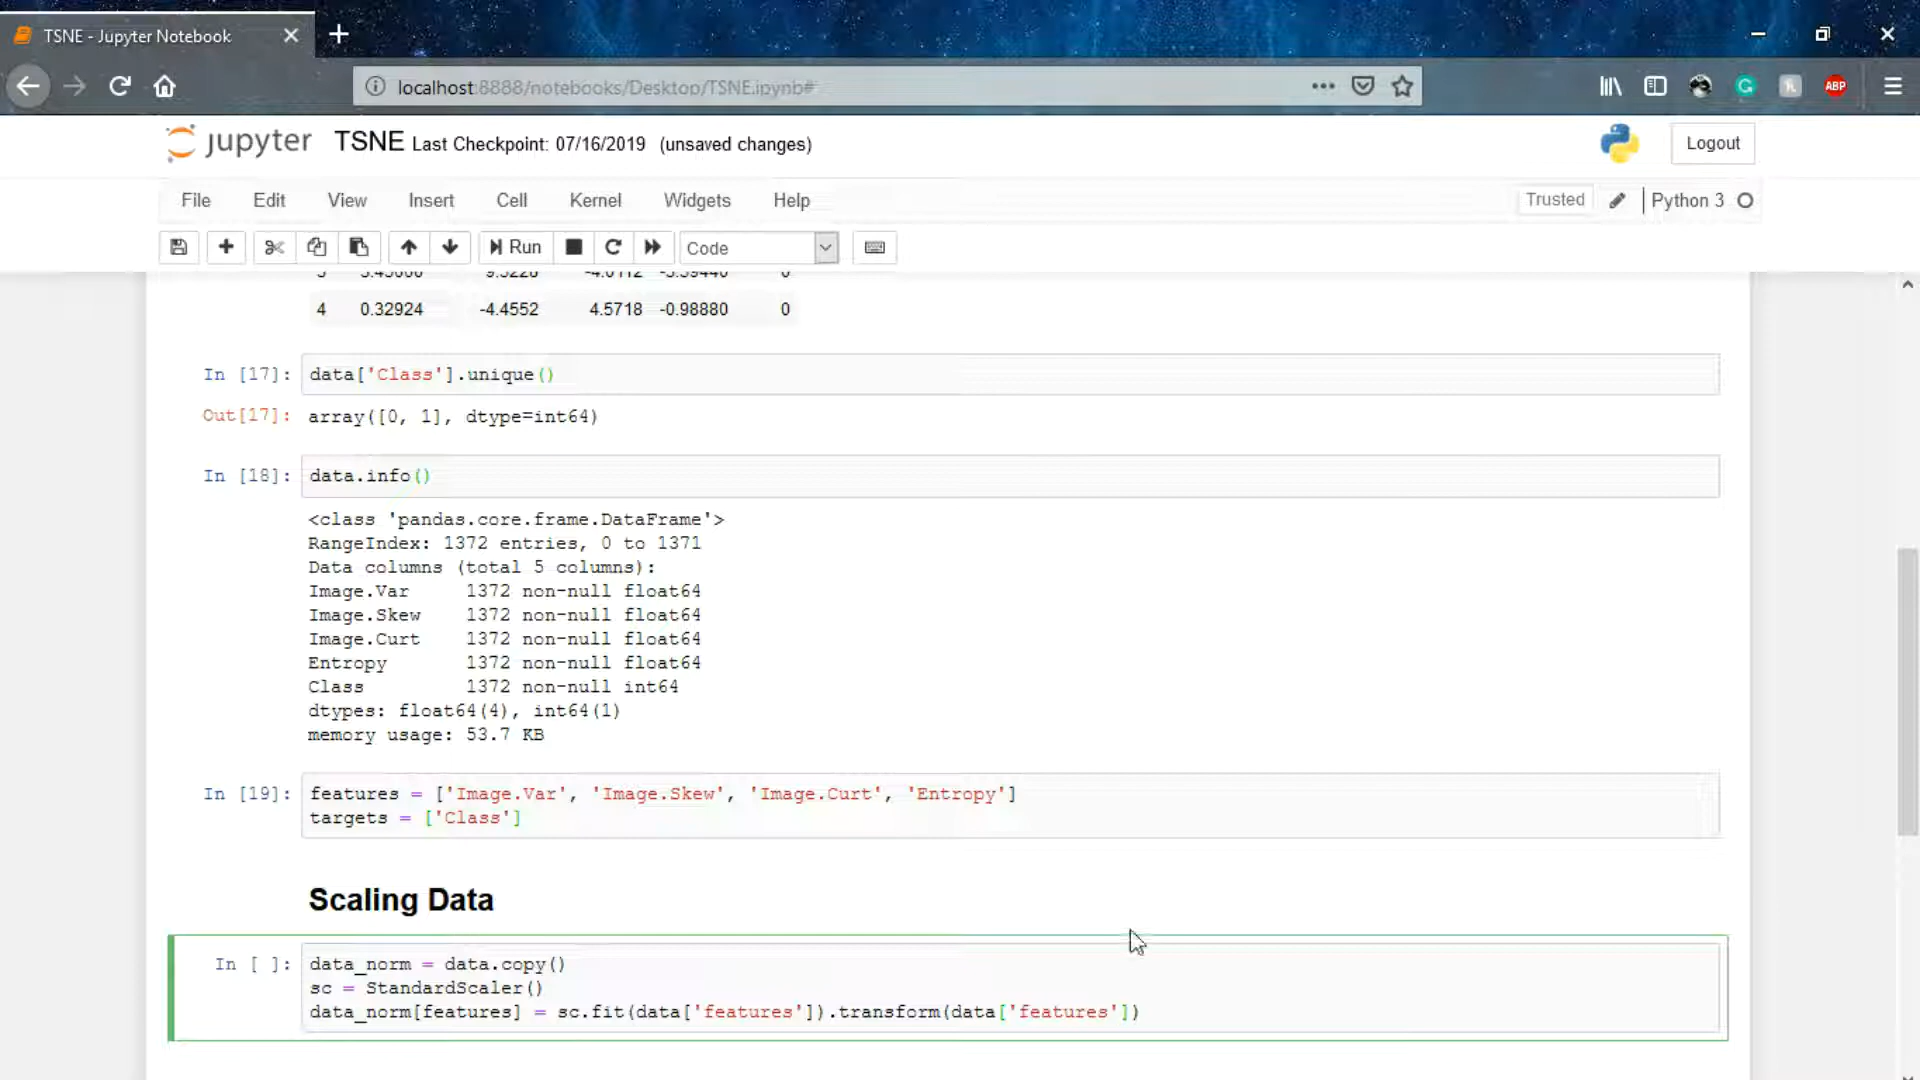 TSNE - Jupyter Notebook
localhost:8888/notebooks/Desktop/TSNE.ipynb#
ABP
jupyter TSNE Last Checkpoint: 07/16/2019 (unsaved changes)
Logout
File Edit View Insert Cell Kernel Widgets Help
Trusted Python 3
Run Code
4 0.32924 -4.4552 4.5718 -0.98880 0
In [17]: data['Class'].unique()
Out[17]: array([0, 1], dtype=int64)
In [18]: data.info()
<class 'pandas.core.frame.DataFrame'>
RangeIndex: 1372 entries, 0 to 1371
Data columns (total 5 columns):
Image.Var 1372 non-null float64
Image.Skew 1372 non-null float64
Image.Curt 1372 non-null float64
Entropy 1372 non-null float64
Class 1372 non-null int64
dtypes: float64(4), int64(1)
memory usage: 53.7 KB
In [19]: features = ['Image.Var', 'Image.Skew', 'Image.Curt', 'Entropy']
targets = ['Class']
Scaling Data
In [ ]: data_norm = data.copy()
sc = StandardScaler()
data_norm[features] = sc.fit(data['features']).transform(data['features'])